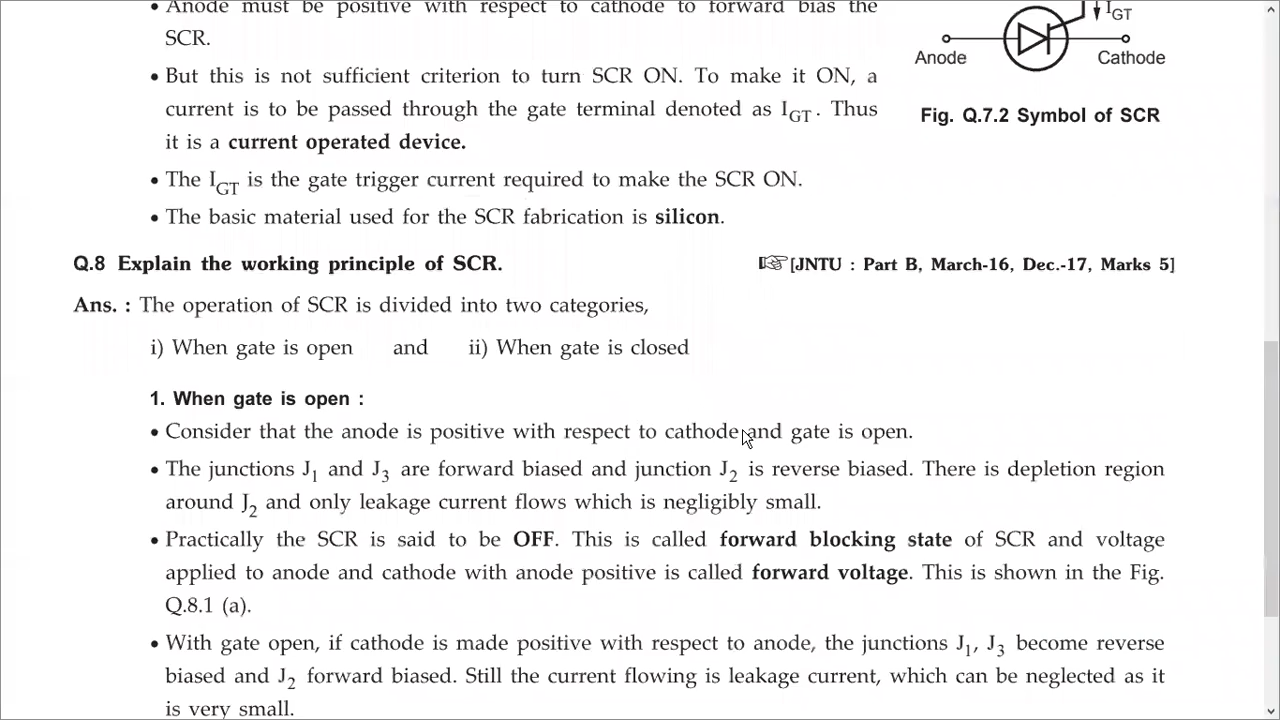 • Anode must be positive with respect to cathode to forward bias the
SCR.
• But this is not sufficient criterion to turn SCR ON. To make it ON, a
current is to be passed through the gate terminal denoted as I_GT. Thus
it is a current operated device.
• The I_GT is the gate trigger current required to make the SCR ON.
• The basic material used for the SCR fabrication is silicon.
I_GT
Anode
Cathode
Fig. Q.7.2 Symbol of SCR
Q.8 Explain the working principle of SCR.
☞ [JNTU : Part B, March-16, Dec.-17, Marks 5]
Ans. : The operation of SCR is divided into two categories,
i) When gate is open and ii) When gate is closed
1. When gate is open :
• Consider that the anode is positive with respect to cathode and gate is open.
• The junctions J_1 and J_3 are forward biased and junction J_2 is reverse biased. There is depletion region
around J_2 and only leakage current flows which is negligibly small.
• Practically the SCR is said to be OFF. This is called forward blocking state of SCR and voltage
applied to anode and cathode with anode positive is called forward voltage. This is shown in the Fig.
Q.8.1 (a).
• With gate open, if cathode is made positive with respect to anode, the junctions J_1, J_3 become reverse
biased and J_2 forward biased. Still the current flowing is leakage current, which can be neglected as it
is very small.